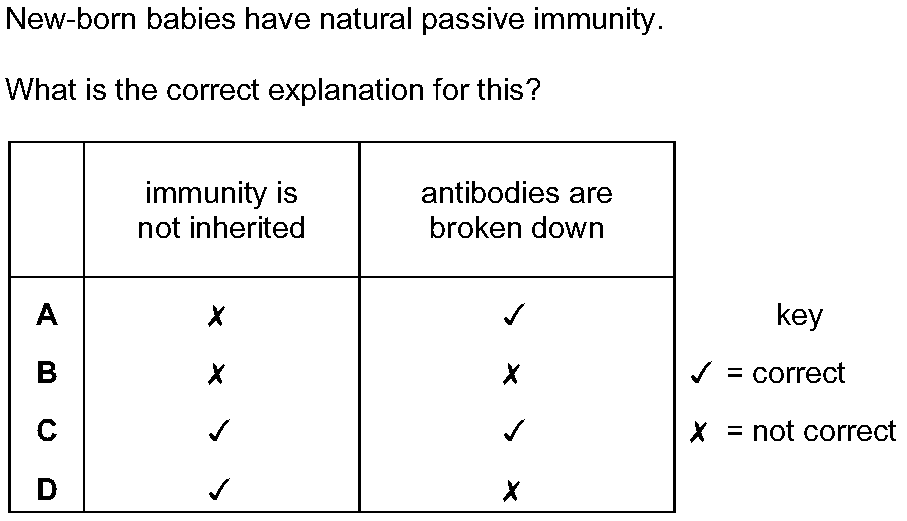 New-born babies have natural passive immunity.
What is the correct explanation for this?
immunity is
not inherited
antibodies are
broken down
A ✗ ✓
key
B ✗ ✗
✓ = correct
C ✓ ✓
✗ = not correct
D ✓ ✗